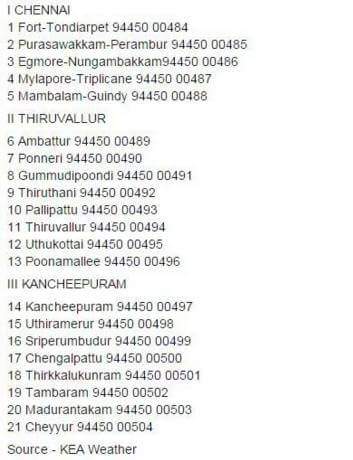 I CHENNAI
1 Fort-Tondiarpet 94450 00484
2 Purasawakkam-Perambur 94450 00485
3 Egmore-Nungambakkam94450 00486
4 Mylapore-Triplicane 94450 00487
5 Mambalam-Guindy 94450 00488
II THIRUVALLUR
6 Ambattur 94450 00489
7 Ponneri 94450 00490
8 Gummudipoondi 94450 00491
9 Thiruthani 94450 00492
10 Pallipattu 94450 00493
11 Thiruvallur 94450 00494
12 Uthukottai 94450 00495
13 Poonamallee 94450 00496
III KANCHEEPURAM
14 Kancheepuram 94450 00497
15 Uthiramerur 94450 00498
16 Sriperumbudur 94450 00499
17 Chengalpattu 94450 00500
18 Thirkkalukunram 94450 00501
19 Tambaram 94450 00502
20 Madurantakam 94450 00503
21 Cheyyur 94450 00504
Source - KEA Weather